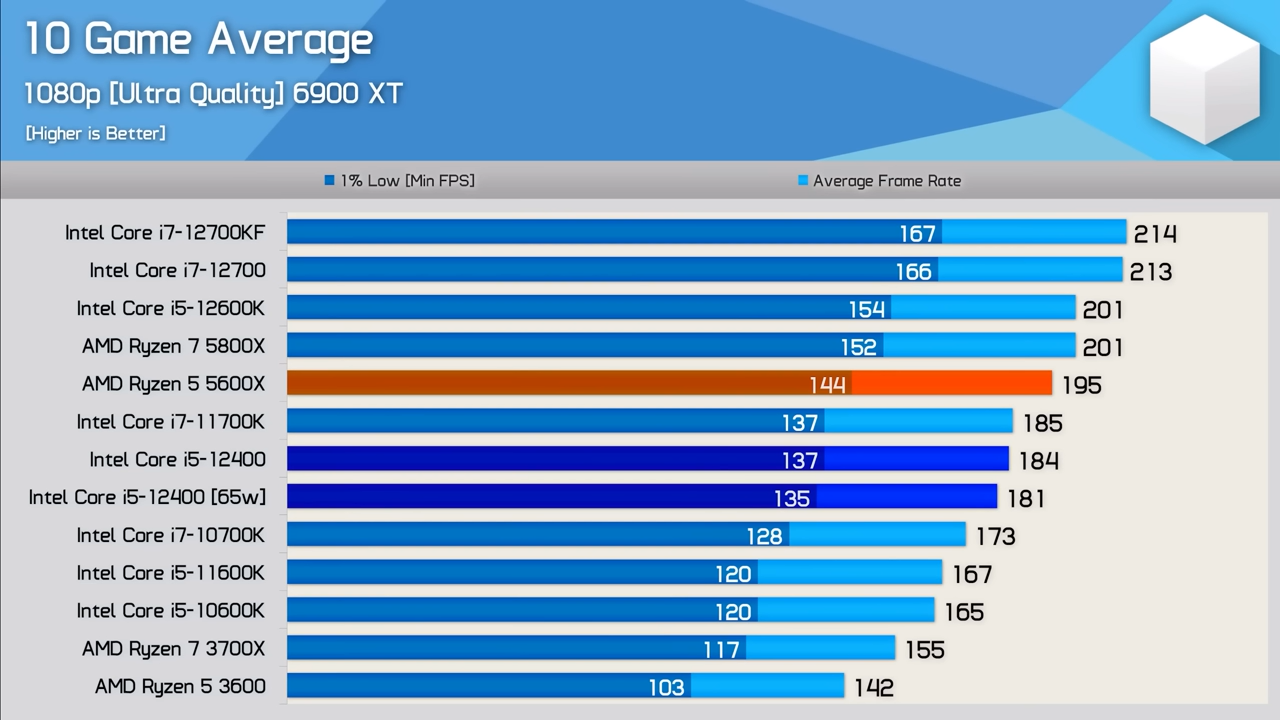 10 Game Average
1080p [Ultra Quality] 6900 XT
[Higher is Better]
1% Low [Min FPS] Average Frame Rate
Intel Core i7-12700KF 167 214
Intel Core i7-12700 166 213
Intel Core i5-12600K 154 201
AMD Ryzen 7 5800X 152 201
AMD Ryzen 5 5600X 144 195
Intel Core i7-11700K 137 185
Intel Core i5-12400 137 184
Intel Core i5-12400 [65w] 135 181
Intel Core i7-10700K 128 173
Intel Core i5-11600K 120 167
Intel Core i5-10600K 120 165
AMD Ryzen 7 3700X 117 155
AMD Ryzen 5 3600 103 142